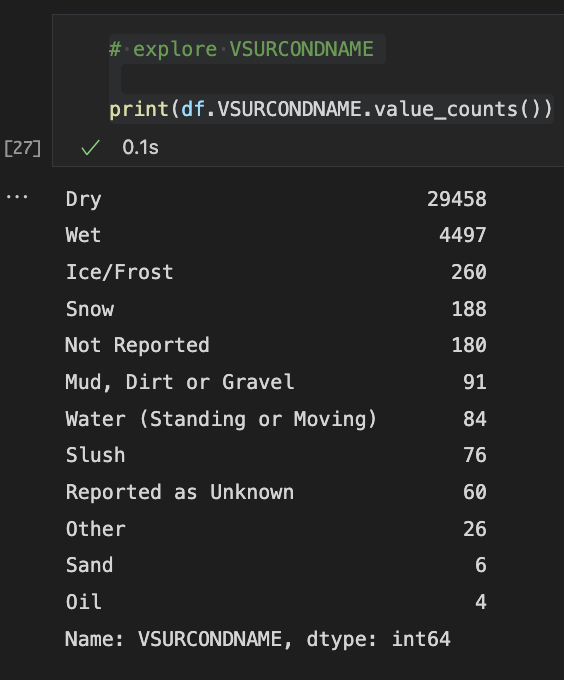 # explore VSURCONDNAME
print(df.VSURCONDNAME.value_counts())
[27] ✓ 0.1s
... Dry 29458
Wet 4497
Ice/Frost 260
Snow 188
Not Reported 180
Mud, Dirt or Gravel 91
Water (Standing or Moving) 84
Slush 76
Reported as Unknown 60
Other 26
Sand 6
Oil 4
Name: VSURCONDNAME, dtype: int64